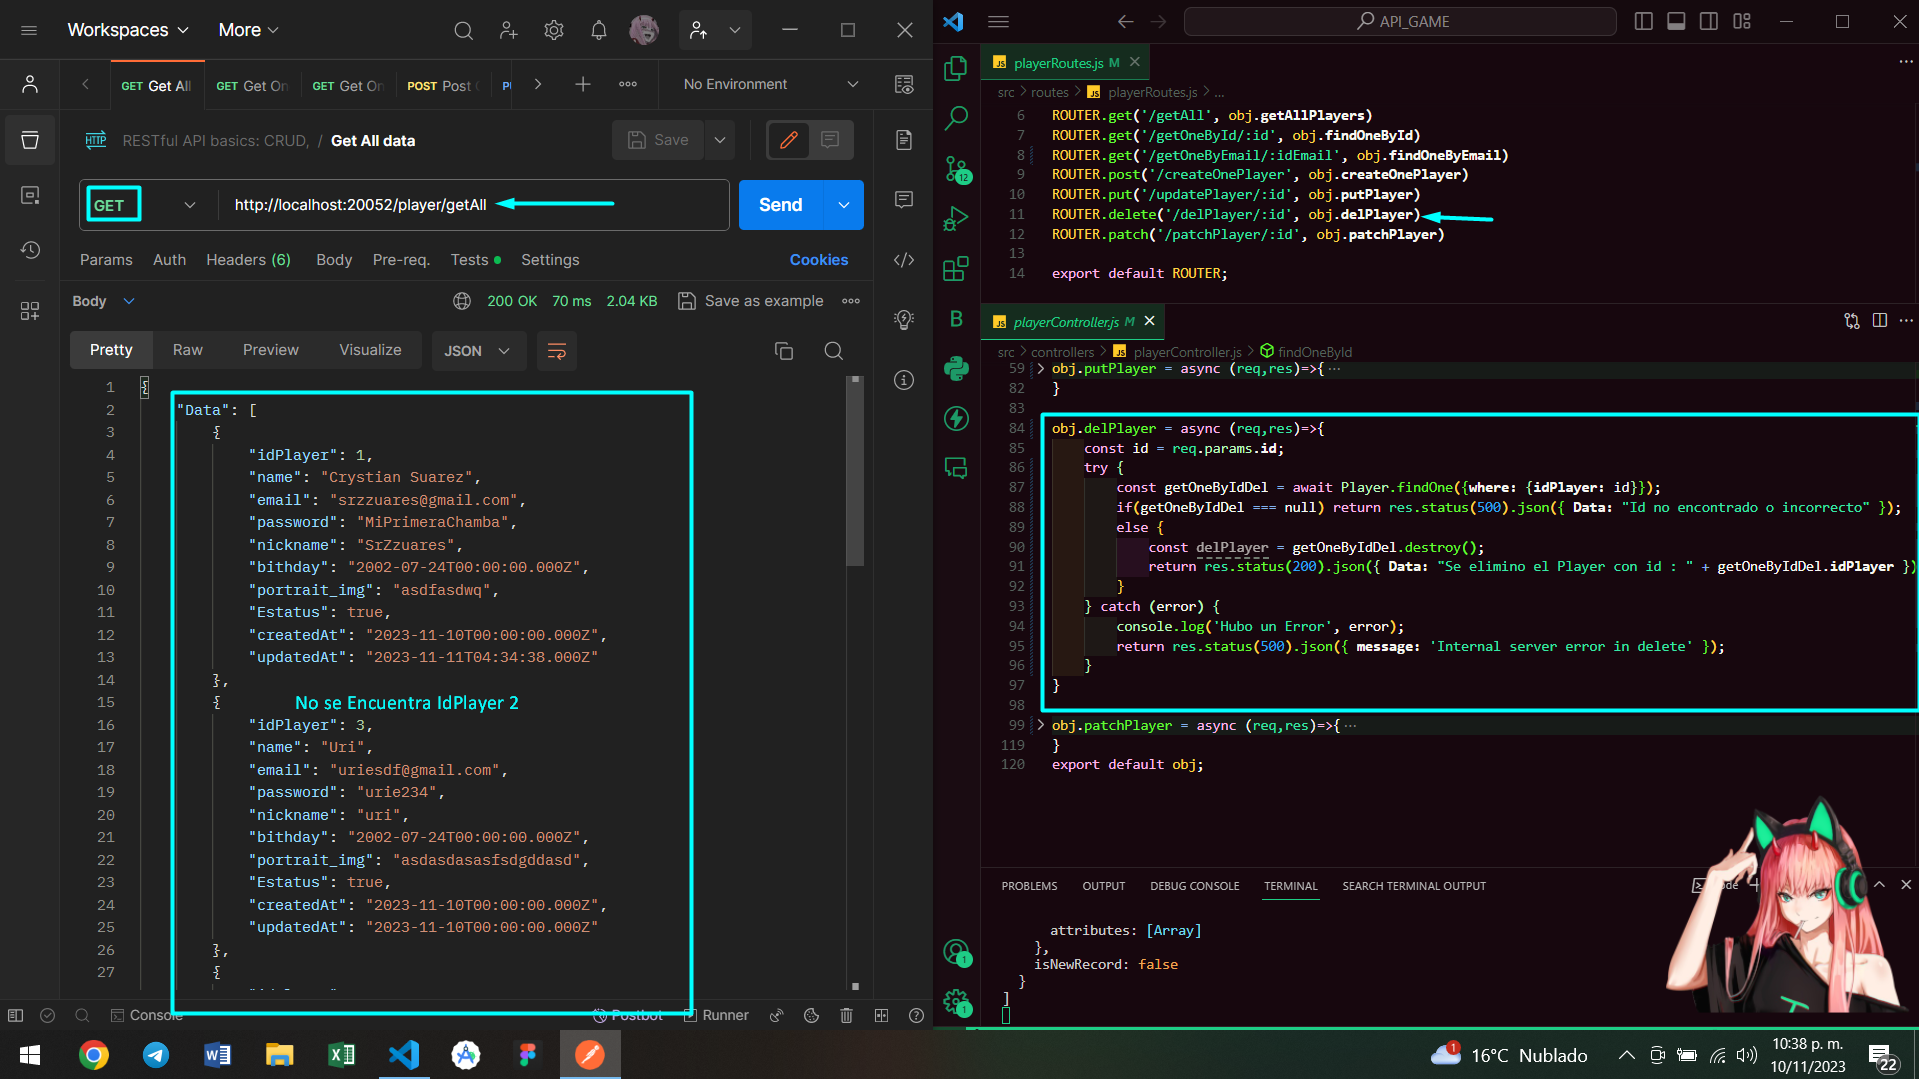 Workspaces
More
GET Get All
GET Get On
GET Get On
POST Post
No Environment
HTTP
RESTful API basics: CRUD, / Get All data
Save
GET
http://localhost:20052/player/getAll
Send
Params
Auth
Headers (6)
Body
Pre-req.
Tests
Settings
Cookies
Body
200 OK
70 ms
2.04 KB
Save as example
Pretty
Raw
Preview
Visualize
JSON
1 {
2 "Data": [
3 {
4 "idPlayer": 1,
5 "name": "Crystian Suarez",
6 "email": "srzzuares@gmail.com",
7 "password": "MiPrimeraChamba",
8 "nickname": "SrZzuares",
9 "bithday": "2002-07-24T00:00:00.000Z",
10 "portrait_img": "asdfasdwq",
11 "Estatus": true,
12 "createdAt": "2023-11-10T00:00:00.000Z",
13 "updatedAt": "2023-11-11T04:34:38.000Z"
14 },
15 {
No se Encuentra IdPlayer 2
16 "idPlayer": 3,
17 "name": "Uri",
18 "email": "uriesdf@gmail.com",
19 "password": "urie234",
20 "nickname": "uri",
21 "bithday": "2002-07-24T00:00:00.000Z",
22 "portrait_img": "asdasdasasfsdgddasd",
23 "Estatus": true,
24 "createdAt": "2023-11-10T00:00:00.000Z",
25 "updatedAt": "2023-11-10T00:00:00.000Z"
26 },
27 {
Console
Postbot
Runner
API_GAME
JS playerRoutes.js M
src > routes > JS playerRoutes.js > ...
6 ROUTER.get('/getAll', obj.getAllPlayers)
7 ROUTER.get('/getOneById/:id', obj.findOneById)
8 ROUTER.get('/getOneByEmail/:idEmail', obj.findOneByEmail)
9 ROUTER.post('/createOnePlayer', obj.createOnePlayer)
10 ROUTER.put('/updatePlayer/:id', obj.putPlayer)
11 ROUTER.delete('/delPlayer/:id', obj.delPlayer)
12 ROUTER.patch('/patchPlayer/:id', obj.patchPlayer)
13
14 export default ROUTER;
JS playerController.js M
src > controllers > JS playerController.js > findOneById
59 obj.putPlayer = async (req,res)=>{ ...
82 }
83
84 obj.delPlayer = async (req,res)=>{
85 const id = req.params.id;
86 try {
87 const getOneByIdDel = await Player.findOne({where: {idPlayer: id}});
88 if(getOneByIdDel === null) return res.status(500).json({ Data: "Id no encontrado o incorrecto" });
89 else {
90 const delPlayer = getOneByIdDel.destroy();
91 return res.status(200).json({ Data: "Se elimino el Player con id : " + getOneByIdDel.idPlayer })
92 }
93 } catch (error) {
94 console.log('Hubo un Error', error);
95 return res.status(500).json({ message: 'Internal server error in delete' });
96 }
97 }
98
99 obj.patchPlayer = async (req,res)=>{ ...
119 }
120 export default obj;
PROBLEMS
OUTPUT
DEBUG CONSOLE
TERMINAL
SEARCH TERMINAL OUTPUT
attributes: [Array]
},
isNewRecord: false
}
]
12
B
1
1
1
16°C Nublado
10:38 p. m.
10/11/2023
22